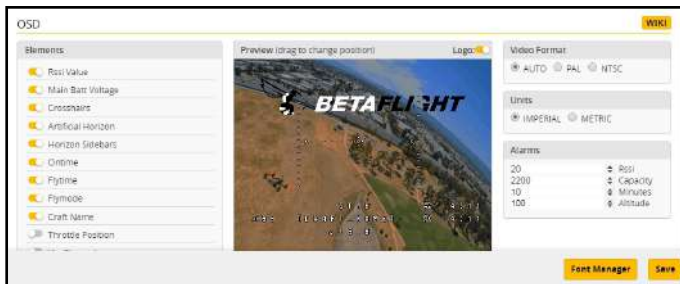 OSD
WIKI
Elements
Rssi Value
Main Batt Voltage
Crosshairs
Artificial Horizon
Horizon Sidebars
Ontime
Flytime
Flymode
Craft Name
Throttle Position
Preview (drag to change position)
Logo:
BETAFLIGHT
Video Format
AUTO PAL NTSC
Units
IMPERIAL METRIC
Alarms
20 Rssi
2200 Capacity
10 Minutes
100 Altitude
Font Manager
Save